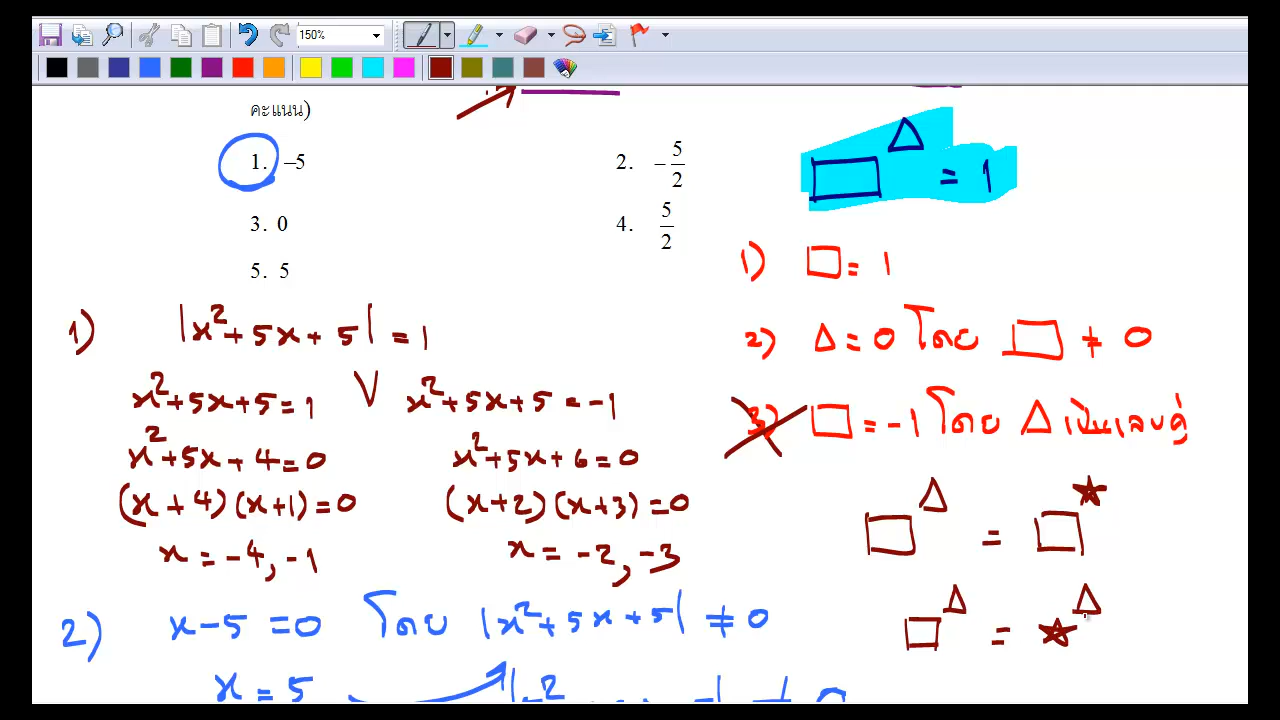 150%
คะแนน)
1. –5
2. –5/2
3. 0
4. 5/2
5. 5
□^Δ = 1
1) □ = 1
2) Δ = 0 โดย □ ≠ 0
3) □ = -1 โดย Δ เป็นเลขคู่
□^Δ = □^★
□^Δ = ★^Δ
1) |x²+5x+5| = 1
x²+5x+5=1 V x²+5x+5=-1
x²+5x+4=0 x²+5x+6=0
(x+4)(x+1)=0 (x+2)(x+3)=0
x=-4,-1 x=-2,-3
2) x-5=0 โดย |x²+5x+5| ≠ 0
x=5